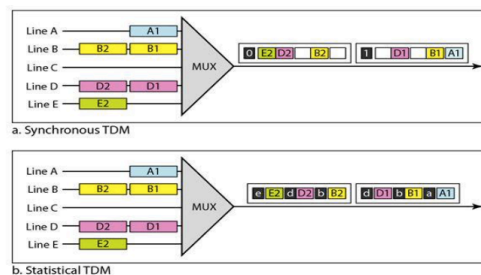 Line A A1
Line B B2 B1
Line C
Line D D2 D1
Line E E2
MUX
0 E2 D2 B2 1 D1 B1 A1
a. Synchronous TDM
Line A A1
Line B B2 B1
Line C
Line D D2 D1
Line E E2
MUX
e E2 d D2 b B2 d D1 b B1 a A1
b. Statistical TDM